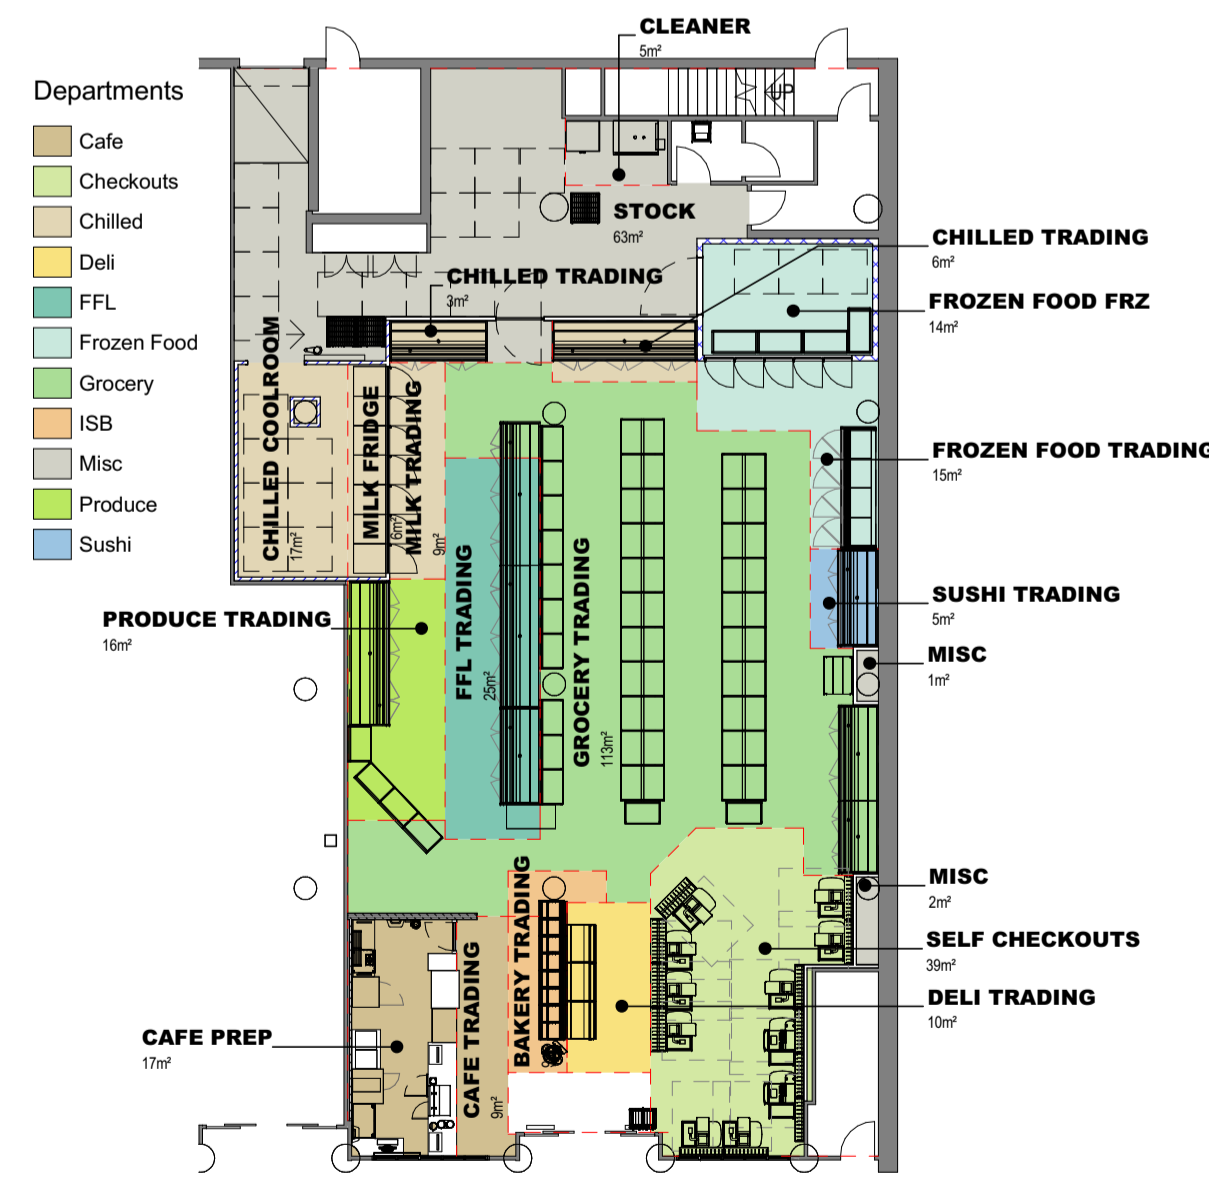 CLEANER
5m²
Departments
Cafe
Checkouts
Chilled
Deli
FFL
Frozen Food
Grocery
ISB
Misc
Produce
Sushi
UP
STOCK
63m²
CHILLED TRADING
3m²
CHILLED TRADING
6m²
FROZEN FOOD FRZ
14m²
CHILLED COOLROOM
17m²
MILK FRIDGE
6m²
MILK TRADING
9m²
FROZEN FOOD TRADING
15m²
FFL TRADING
25m²
GROCERY TRADING
113m²
SUSHI TRADING
5m²
PRODUCE TRADING
16m²
MISC
1m²
MISC
2m²
BAKERY TRADING
SELF CHECKOUTS
39m²
CAFE TRADING
9m²
DELI TRADING
10m²
CAFE PREP
17m²